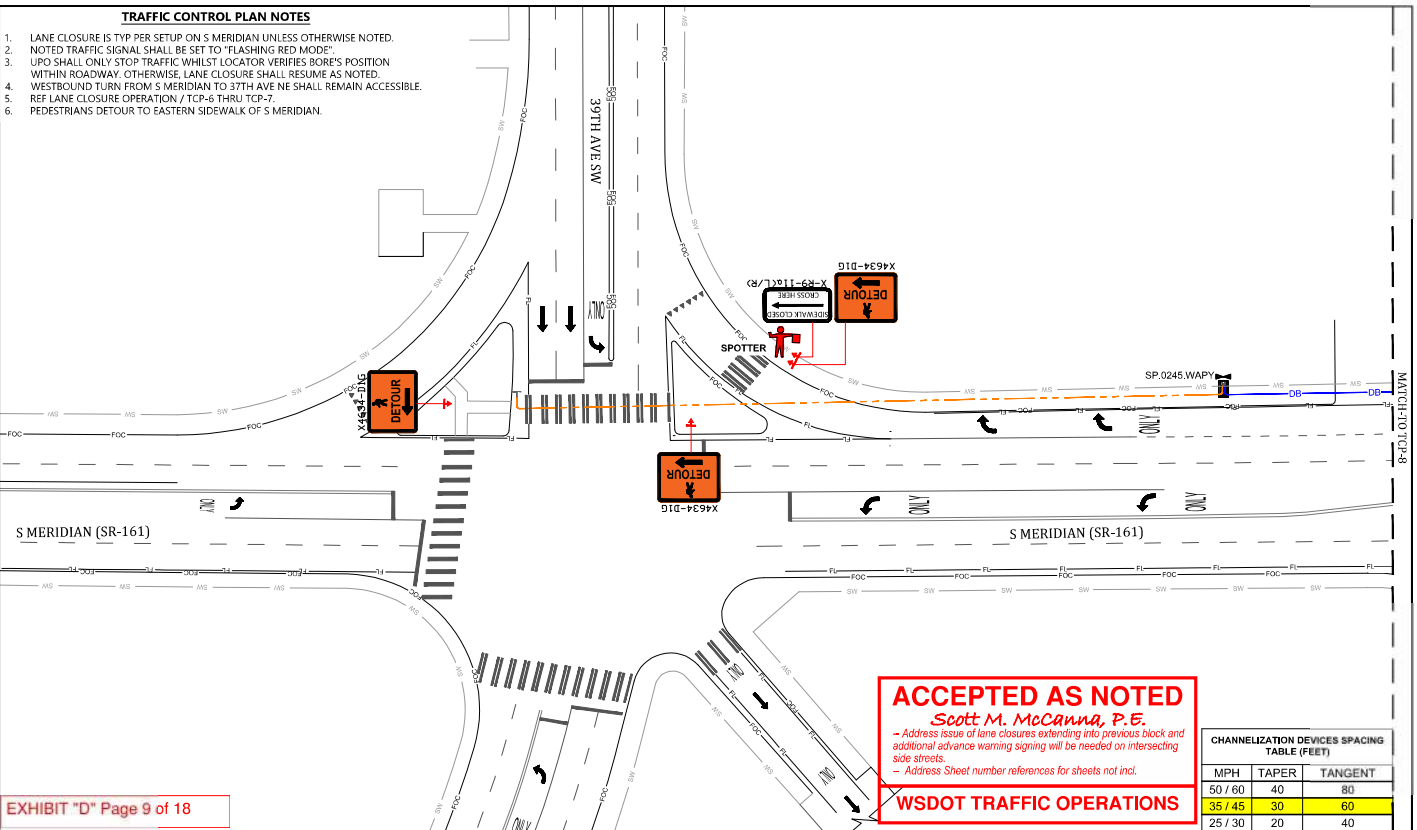 TRAFFIC CONTROL PLAN NOTES
1. LANE CLOSURE IS TYP PER SETUP ON S MERIDIAN UNLESS OTHERWISE NOTED.
2. NOTED TRAFFIC SIGNAL SHALL BE SET TO "FLASHING RED MODE".
3. UPO SHALL ONLY STOP TRAFFIC WHILST LOCATOR VERIFIES BORE'S POSITION
WITHIN ROADWAY. OTHERWISE, LANE CLOSURE SHALL RESUME AS NOTED.
4. WESTBOUND TURN FROM S MERIDIAN TO 37TH AVE NE SHALL REMAIN ACCESSIBLE.
5. REF LANE CLOSURE OPERATION / TCP-6 THRU TCP-7.
6. PEDESTRIANS DETOUR TO EASTERN SIDEWALK OF S MERIDIAN.
39TH AVE SW
X4634-D1G
DETOUR
X-R9-11a(L/R)
SIDEWALK CLOSED
CROSS HERE
SPOTTER
ONLY
X4634-D1G
DETOUR
SP.0245.WAPY
DB
DB
MATCH-TO TCP-8
ONLY
DETOUR
X4634-D1G
ONLY
ONLY
ONLY
S MERIDIAN (SR-161)
S MERIDIAN (SR-161)
ONLY
ONLY
ONLY
ACCEPTED AS NOTED
Scott M. McCanna, P.E.
- Address issue of lane closures extending into previous block and
additional advance warning signing will be needed on intersecting
side streets.
- Address Sheet number references for sheets not incl.
WSDOT TRAFFIC OPERATIONS
CHANNELIZATION DEVICES SPACING
TABLE (FEET)
MPH TAPER TANGENT
50 / 60 40 80
35 / 45 30 60
25 / 30 20 40
EXHIBIT "D" Page 9 of 18